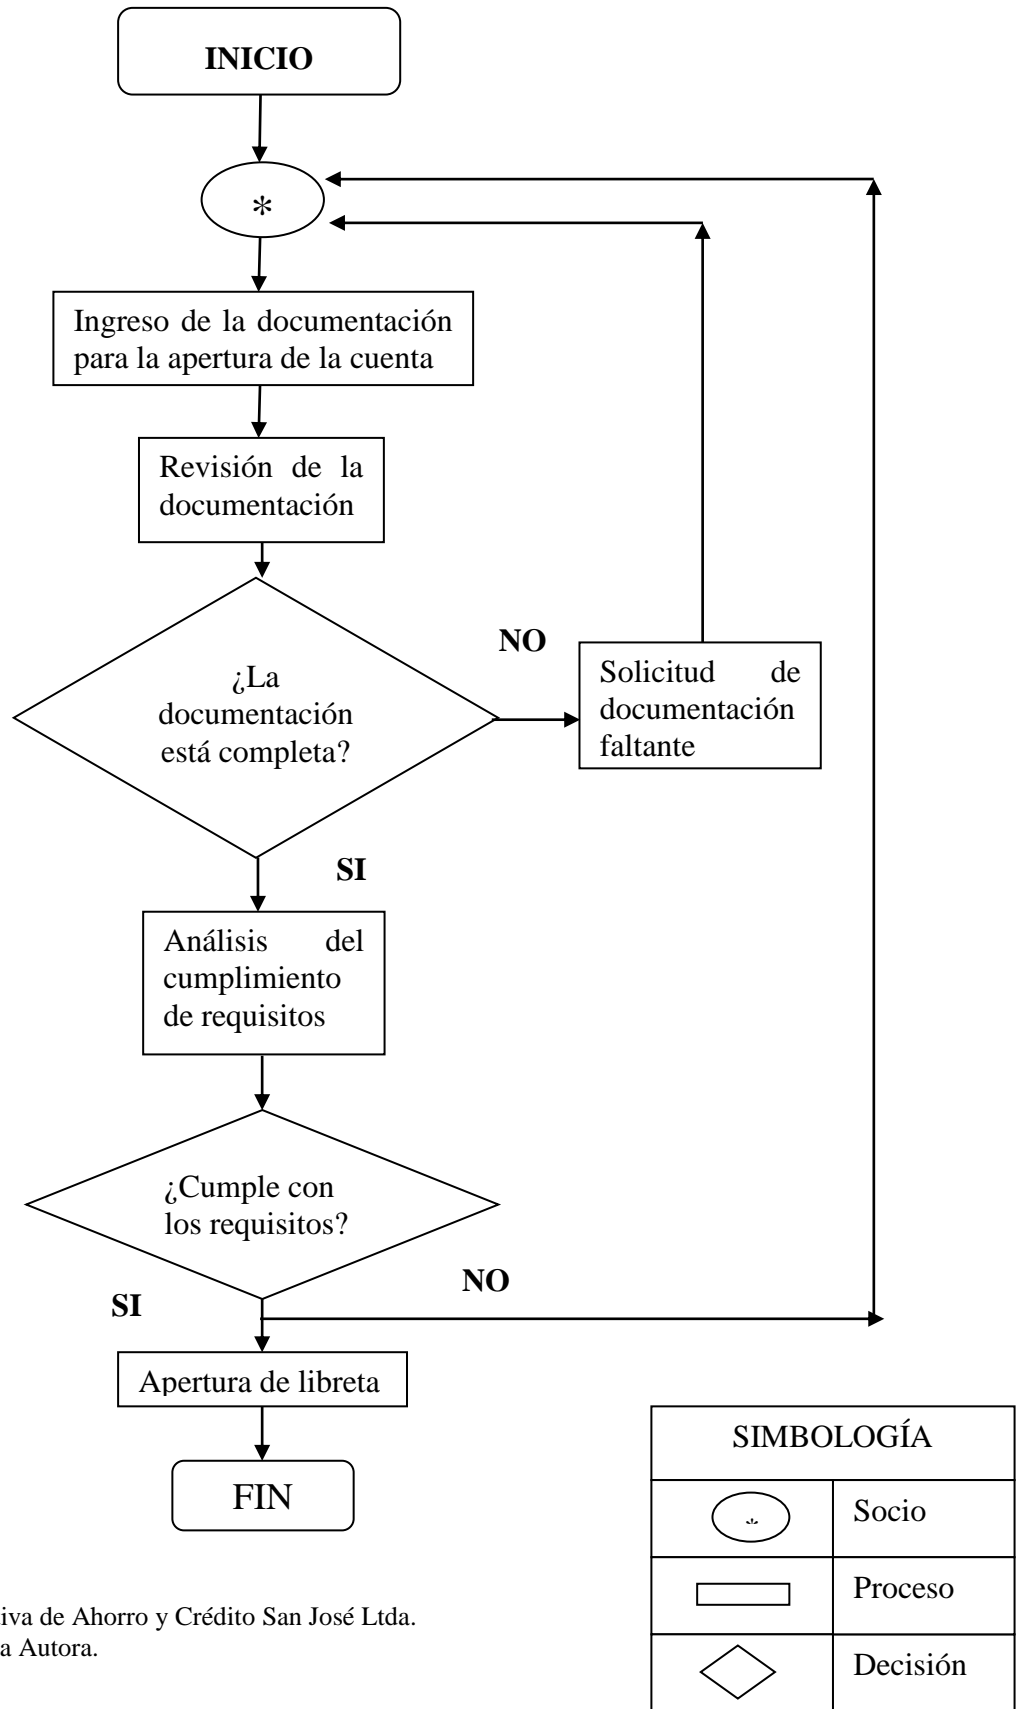 INICIO
*
Ingreso de la documentación
para la apertura de la cuenta
Revisión de la
documentación
¿La
documentación
está completa?
NO
Solicitud de
documentación
faltante
SI
Análisis del
cumplimiento
de requisitos
¿Cumple con
los requisitos?
NO
SI
Apertura de libreta
FIN
SIMBOLOGÍA
*
Socio
Proceso
Decisión
iva de Ahorro y Crédito San José Ltda.
a Autora.